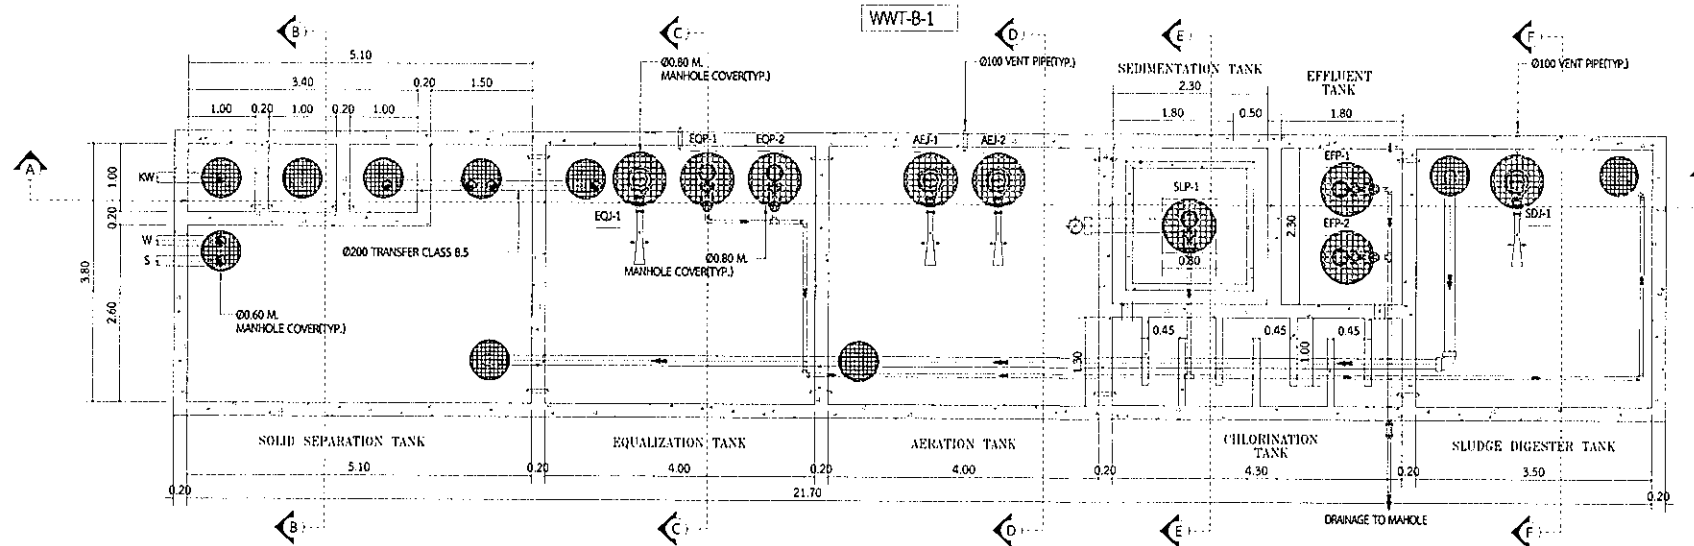 WWT-B-1
B
C
D
E
F
5.10
Ø0.80 M.
MANHOLE COVER(TYP.)
Ø100 VENT PIPE(TYP.)
SEDIMENTATION TANK
EFFLUENT
TANK
Ø100 VENT PIPE(TYP.)
3.40
0.20
1.50
2.30
1.00
0.20
1.00
0.20
1.00
1.80
0.50
1.80
EQP-1
EQP-2
AEJ-1
AEJ-2
EFP-1
A
KW
1.00
SLP-1
EQJ-1
SDJ-1
0.20
EFP-2
2.30
W
S
Ø200 TRANSFER CLASS 8.5
Ø0.80 M.
MANHOLE COVER(TYP.)
0.80
3.80
2.60
Ø0.60 M.
MANHOLE COVER(TYP.)
0.45
0.45
0.45
1.30
1.00
SOLID SEPARATION TANK
EQUALIZATION TANK
AERATION TANK
CHLORINATION
TANK
SLUDGE DIGESTER TANK
5.10
0.20
4.00
0.20
4.00
0.20
4.30
0.20
3.50
0.20
21.70
0.20
DRAINAGE TO MAHOLE
B
C
D
E
F